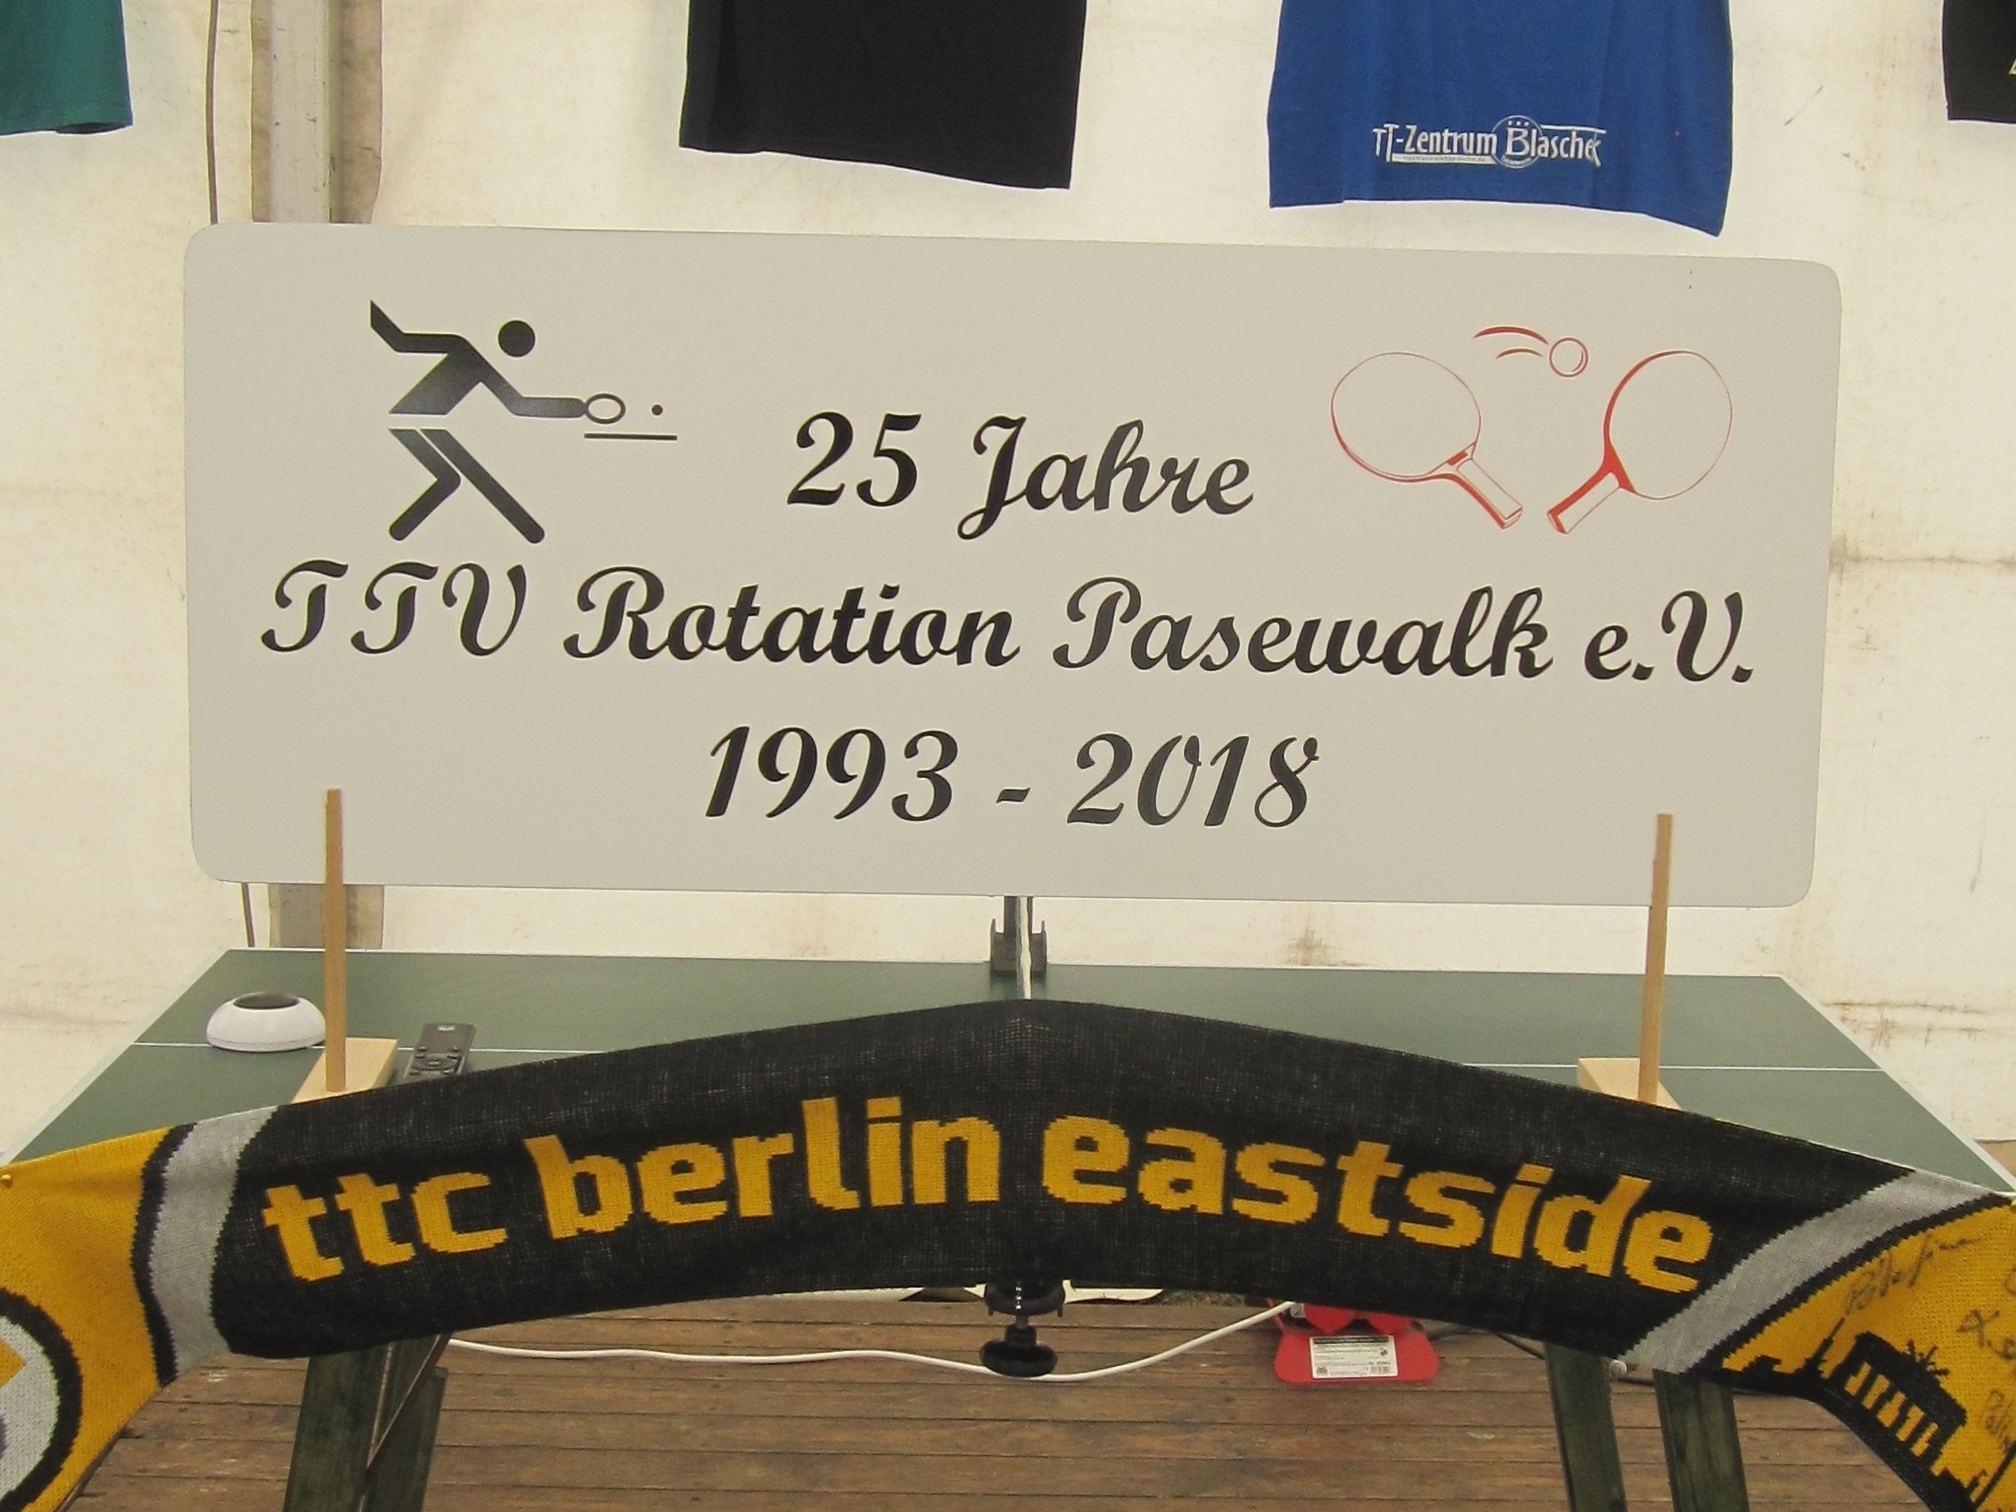 TT-Zentrum Blaschek
25 Jahre
TTV Rotation Pasewalk e.V.
1993 - 2018
ttc berlin eastside